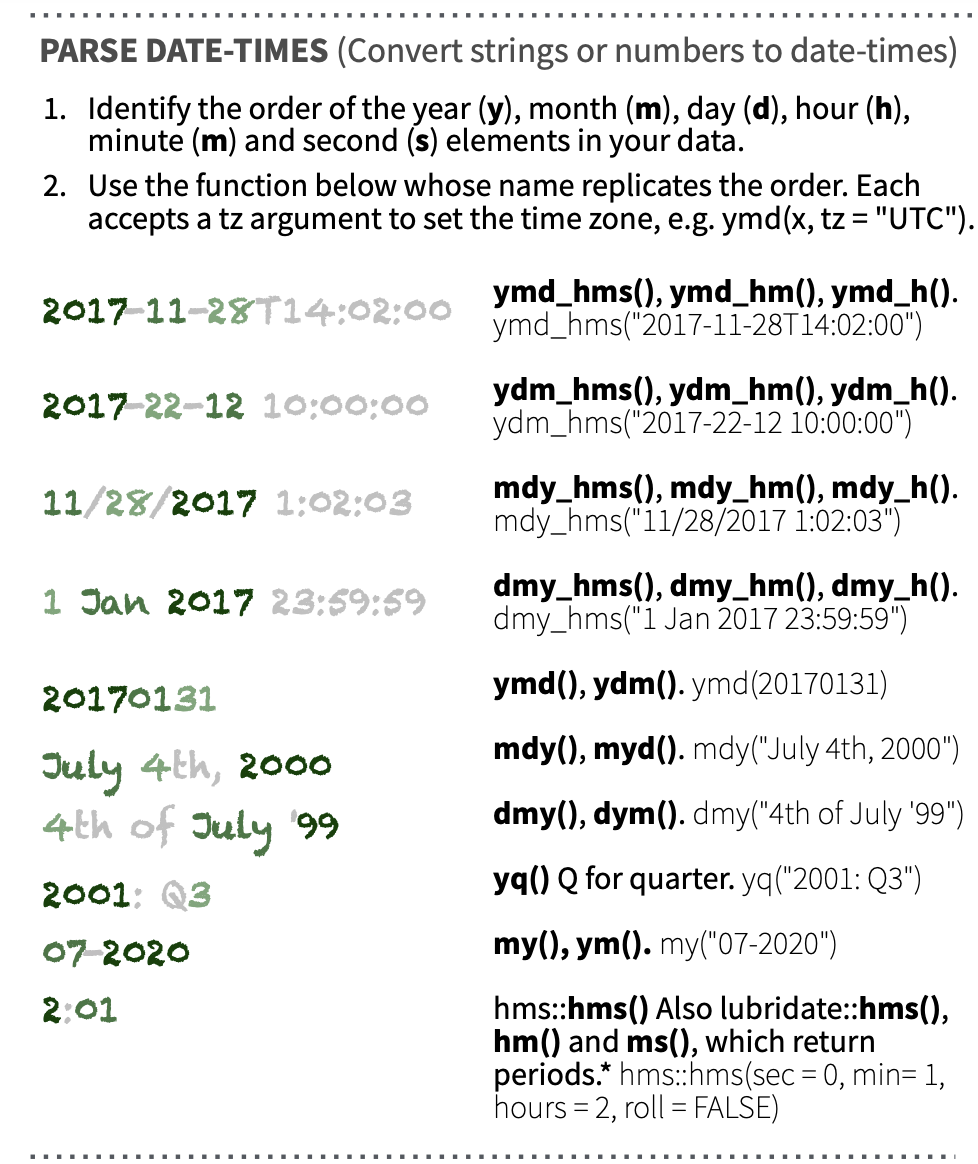 PARSE DATE-TIMES (Convert strings or numbers to date-times)
1. Identify the order of the year (y), month (m), day (d), hour (h),
minute (m) and second (s) elements in your data.
2. Use the function below whose name replicates the order. Each
accepts a tz argument to set the time zone, e.g. ymd(x, tz = "UTC").
2017-11-28T14:02:00
ymd_hms(), ymd_hm(), ymd_h().
ymd_hms("2017-11-28T14:02:00")
2017-22-12 10:00:00
ydm_hms(), ydm_hm(), ydm_h().
ydm_hms("2017-22-12 10:00:00")
11/28/2017 1:02:03
mdy_hms(), mdy_hm(), mdy_h().
mdy_hms("11/28/2017 1:02:03")
1 Jan 2017 23:59:59
dmy_hms(), dmy_hm(), dmy_h().
dmy_hms("1 Jan 2017 23:59:59")
20170131
ymd(), ydm(). ymd(20170131)
July 4th, 2000
mdy(), myd(). mdy("July 4th, 2000")
4th of July '99
dmy(), dym(). dmy("4th of July '99")
2001: Q3
yq() Q for quarter. yq("2001: Q3")
07-2020
my(), ym(). my("07-2020")
2:01
hms::hms() Also lubridate::hms(),
hm() and ms(), which return
periods.* hms::hms(sec = 0, min= 1,
hours = 2, roll = FALSE)